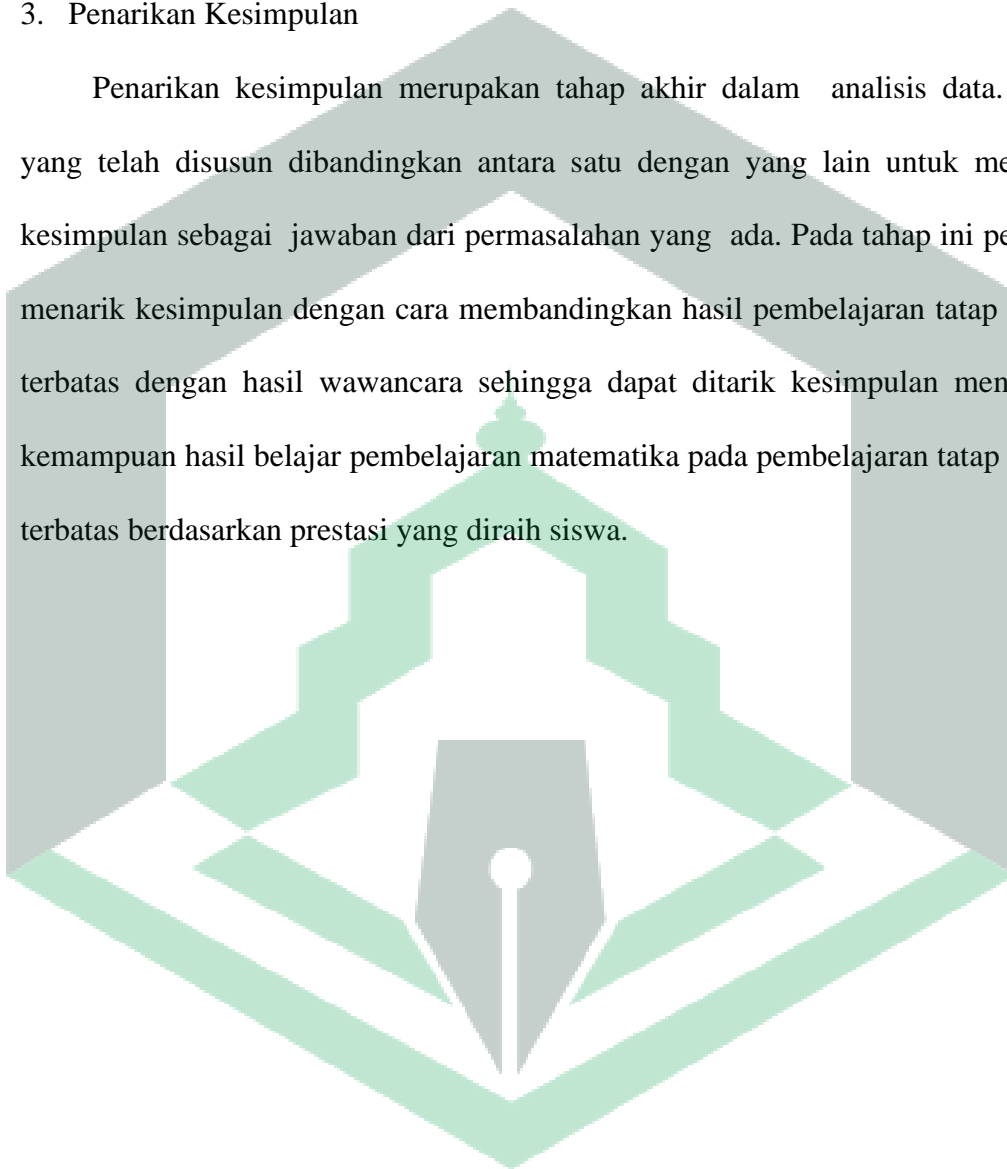 3. Penarikan Kesimpulan
Penarikan kesimpulan merupakan tahap akhir dalam analisis data.
yang telah disusun dibandingkan antara satu dengan yang lain untuk me
kesimpulan sebagai jawaban dari permasalahan yang ada. Pada tahap ini pe
menarik kesimpulan dengan cara membandingkan hasil pembelajaran tatap
terbatas dengan hasil wawancara sehingga dapat ditarik kesimpulan men
kemampuan hasil belajar pembelajaran matematika pada pembelajaran tatap
terbatas berdasarkan prestasi yang diraih siswa.